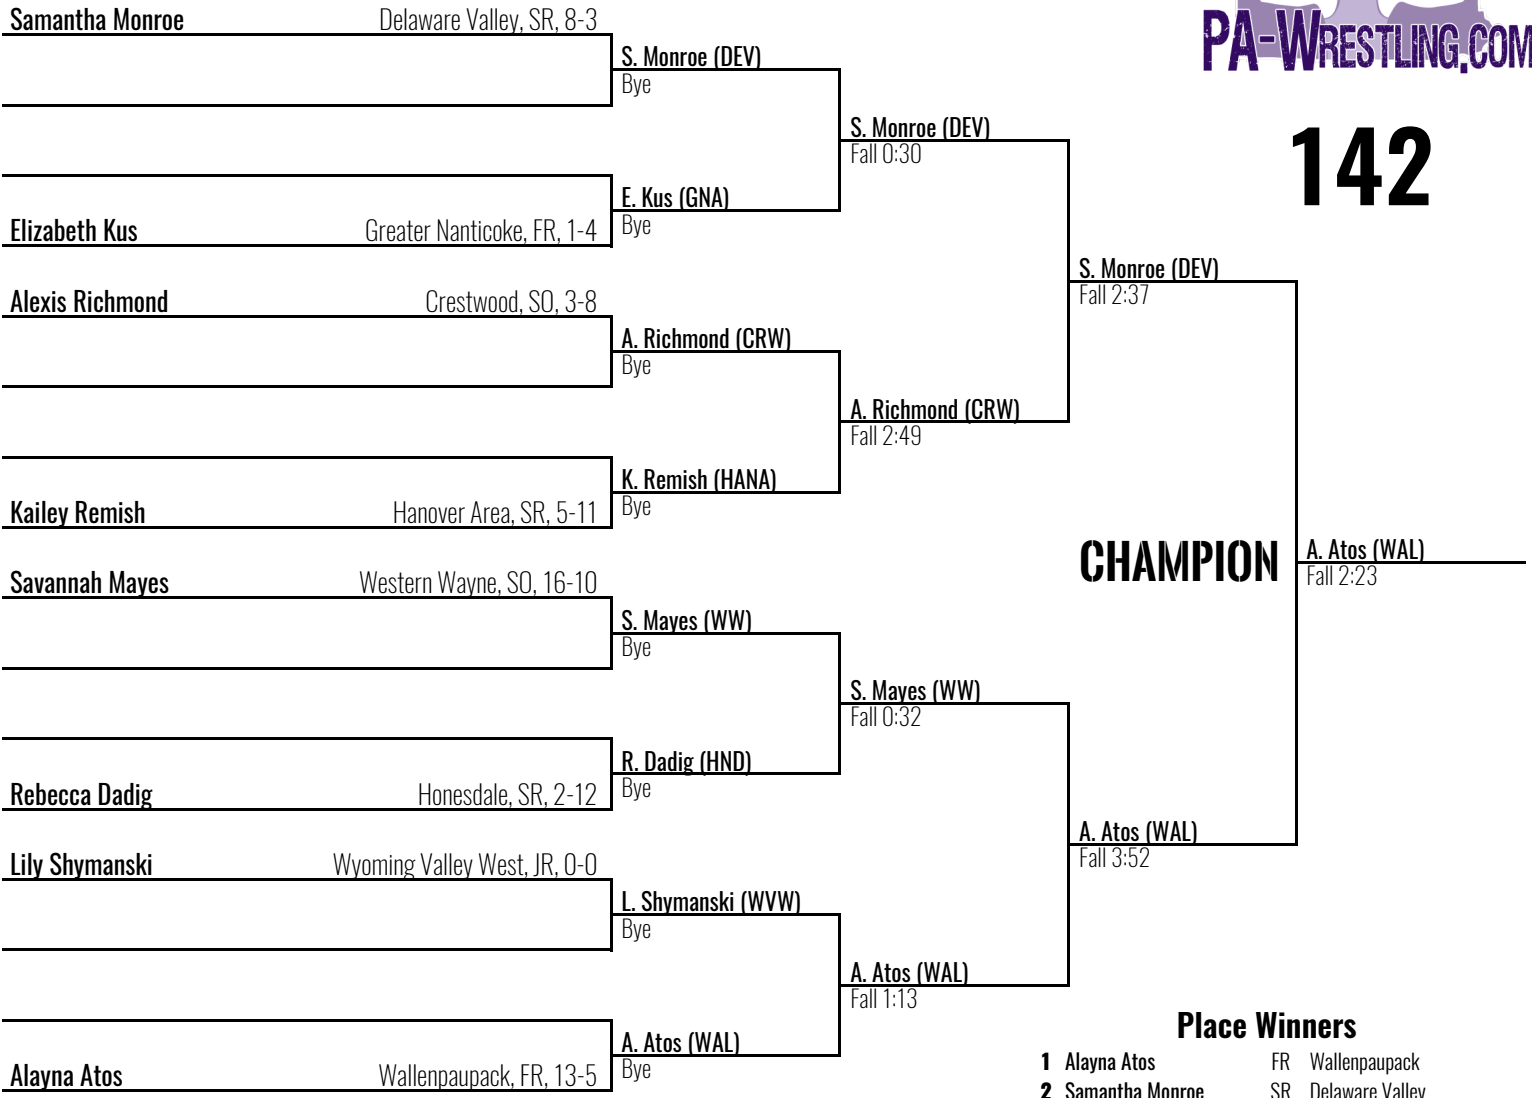 PA-WRESTLING.COM
142
Samantha Monroe Delaware Valley, SR, 8-3
S. Monroe (DEV)
Bye
S. Monroe (DEV)
Fall 0:30
E. Kus (GNA)
Bye
Elizabeth Kus Greater Nanticoke, FR, 1-4
S. Monroe (DEV)
Fall 2:37
Alexis Richmond Crestwood, SO, 3-8
A. Richmond (CRW)
Bye
A. Richmond (CRW)
Fall 2:49
K. Remish (HANA)
Bye
Kailey Remish Hanover Area, SR, 5-11
CHAMPION
A. Atos (WAL)
Fall 2:23
Savannah Mayes Western Wayne, SO, 16-10
S. Mayes (WW)
Bye
S. Mayes (WW)
Fall 0:32
R. Dadig (HND)
Bye
Rebecca Dadig Honesdale, SR, 2-12
A. Atos (WAL)
Fall 3:52
Lily Shymanski Wyoming Valley West, JR, 0-0
L. Shymanski (WVW)
Bye
A. Atos (WAL)
Fall 1:13
A. Atos (WAL)
Bye
Alayna Atos Wallenpaupack, FR, 13-5
Place Winners
1 Alayna Atos FR Wallenpaupack
2 Samantha Monroe SR Delaware Valley